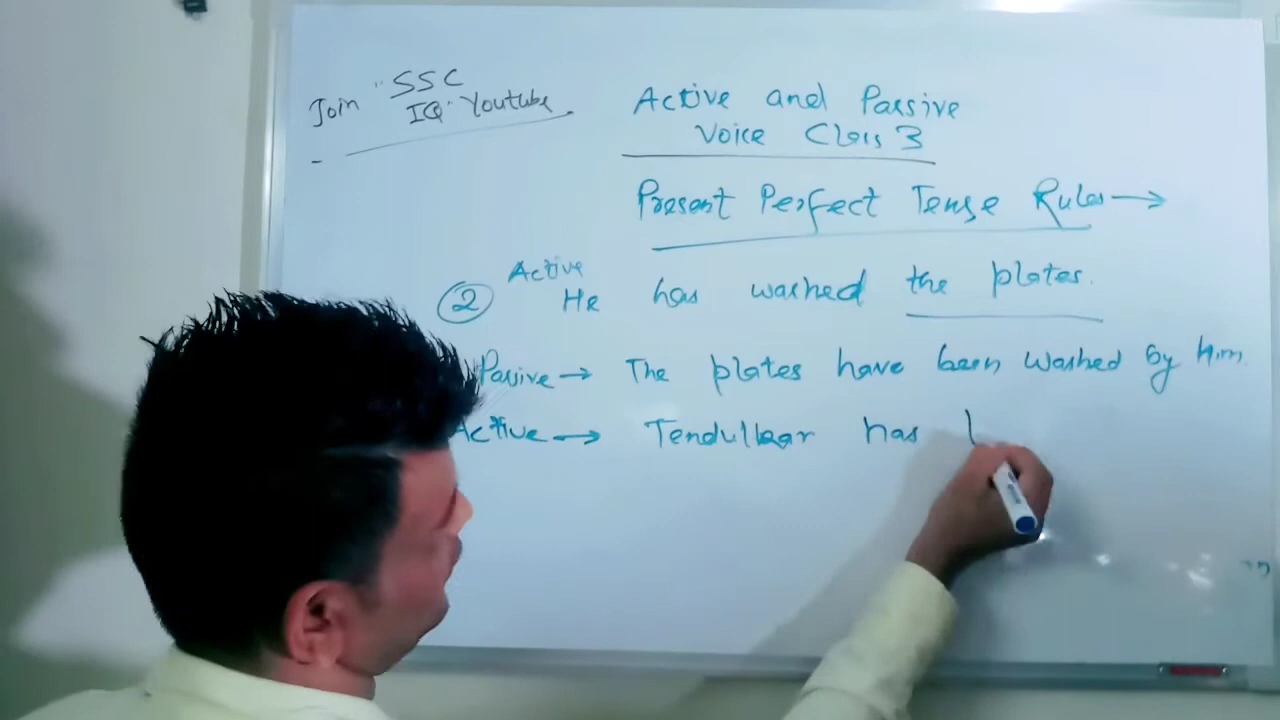 Join "SSC
IQ" Youtube
Active and Passive
Voice Class 3
Present Perfect Tense Rules →
Active
② He has washed the plates.
Passive → The plates have been washed by him.
Active → Tendulkar has